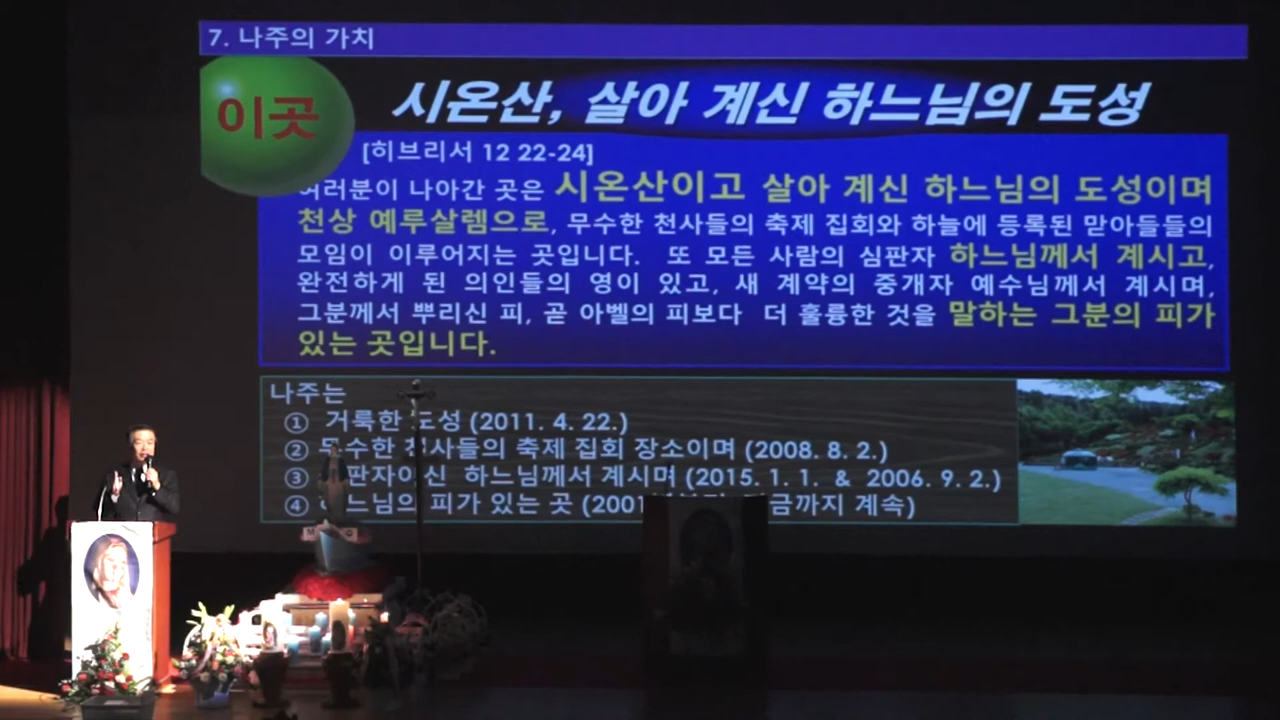 7. 나주의 가치
이곳
시온산, 살아 계신 하느님의 도성
[히브리서 12 22-24]
여러분이 나아간 곳은 시온산이고 살아 계신 하느님의 도성이며
천상 예루살렘으로, 무수한 천사들의 축제 집회와 하늘에 등록된 맏아들들의
모임이 이루어지는 곳입니다. 또 모든 사람의 심판자 하느님께서 계시고,
완전하게 된 의인들의 영이 있고, 새 계약의 중개자 예수님께서 계시며,
그분께서 뿌리신 피, 곧 아벨의 피보다 더 훌륭한 것을 말하는 그분의 피가
있는 곳입니다.
나주는
① 거룩한 도성 (2011. 4. 22.)
② 무수한 천사들의 축제 집회 장소이며 (2008. 8. 2.)
③ 판자이신 하느님께서 계시며 (2015. 1. 1. & 2006. 9. 2.)
④ 하느님의 피가 있는 곳 (2001 금까지 계속)